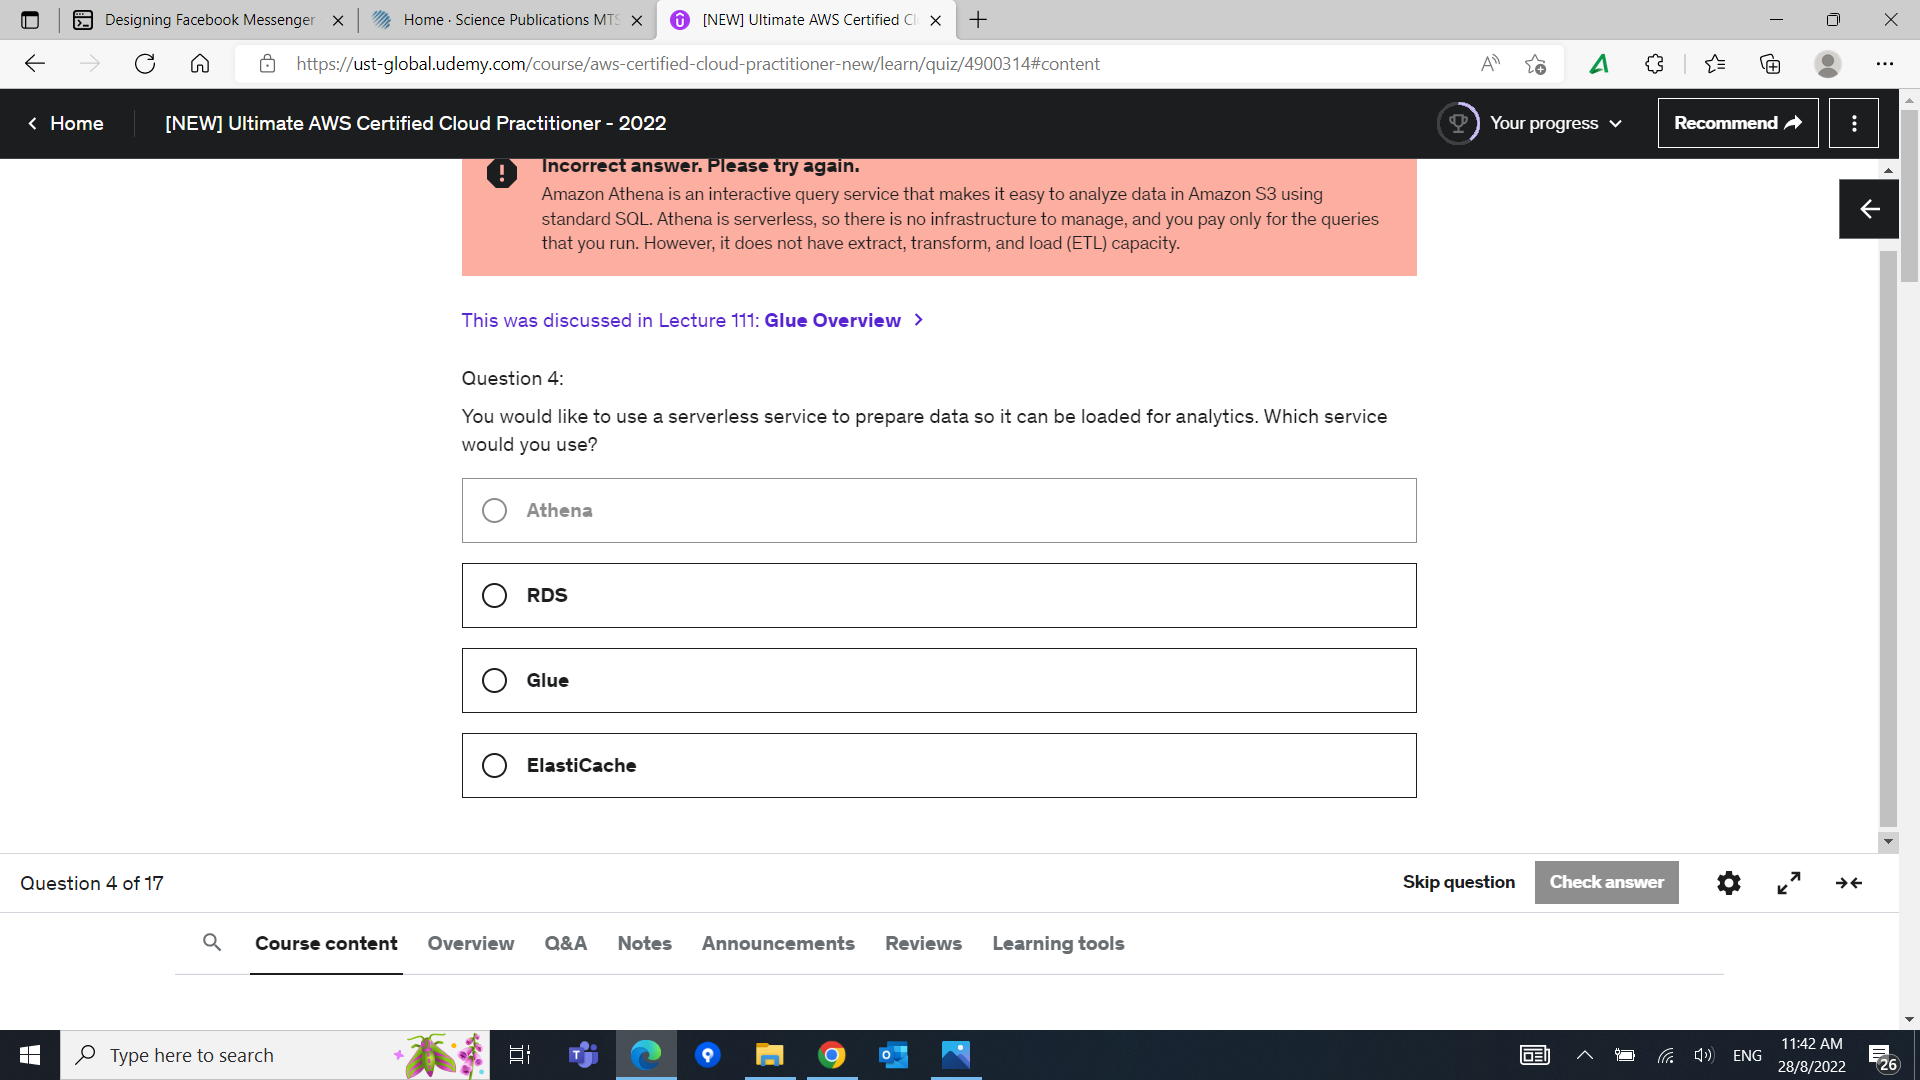 Designing Facebook Messenger
Home · Science Publications MTS
[NEW] Ultimate AWS Certified Cl
https://ust-global.udemy.com/course/aws-certified-cloud-practitioner-new/learn/quiz/4900314#content
Home
[NEW] Ultimate AWS Certified Cloud Practitioner - 2022
Your progress
Recommend
Incorrect answer. Please try again.
Amazon Athena is an interactive query service that makes it easy to analyze data in Amazon S3 using
standard SQL. Athena is serverless, so there is no infrastructure to manage, and you pay only for the queries
that you run. However, it does not have extract, transform, and load (ETL) capacity.
This was discussed in Lecture 111: Glue Overview
Question 4:
You would like to use a serverless service to prepare data so it can be loaded for analytics. Which service
would you use?
Athena
RDS
Glue
ElastiCache
Question 4 of 17
Skip question
Check answer
Course content
Overview
Q&A
Notes
Announcements
Reviews
Learning tools
Type here to search
ENG
11:42 AM
28/8/2022
26